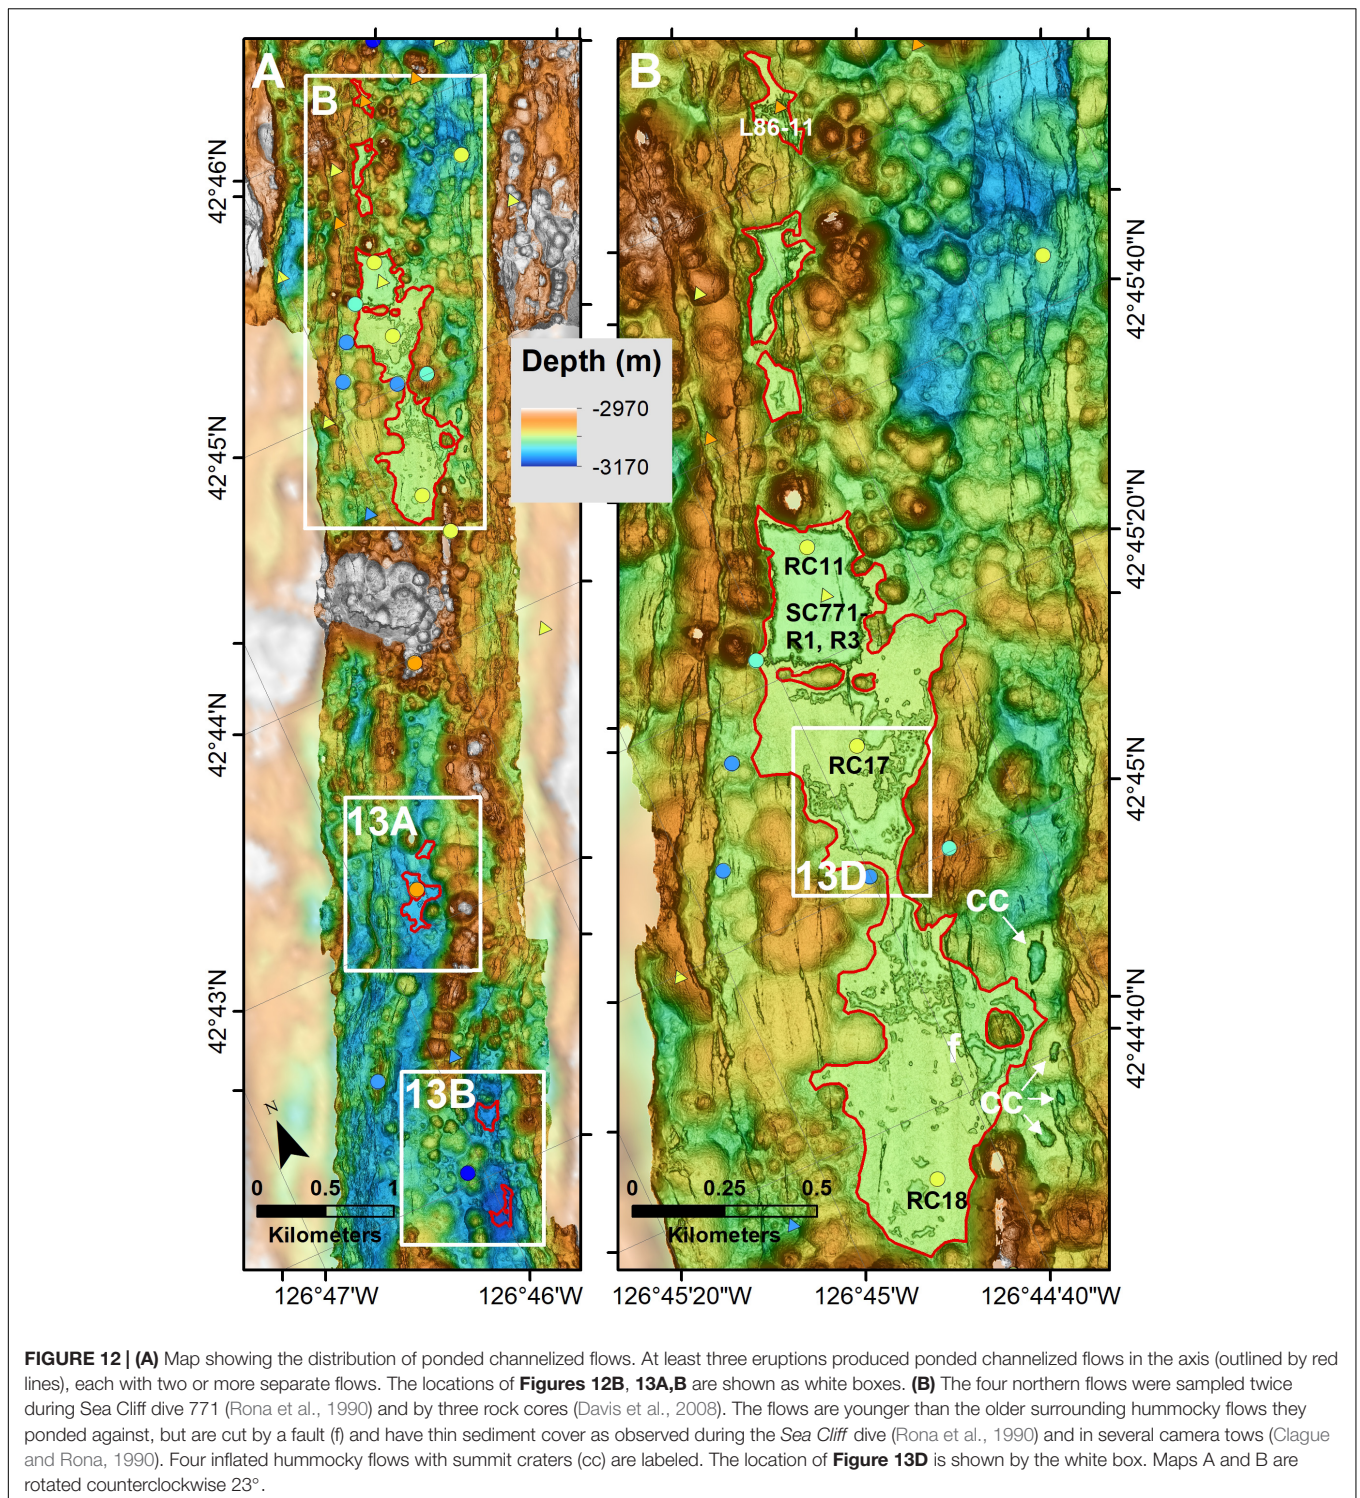 A
B
42°46'N
42°45'N
42°44'N
42°43'N
13A
13B
N
0 0.5 1
Kilometers
126°47'W 126°46'W
Depth (m)
-2970
-3170
B
L86-11
RC11
SC771-
R1, R3
RC17
13D
cc
f
cc
RC18
0 0.25 0.5
Kilometers
42°45'40"N
42°45'20"N
42°45'N
42°44'40"N
126°45'20"W 126°45'W 126°44'40"W
FIGURE 12 | (A) Map showing the distribution of ponded channelized flows. At least three eruptions produced ponded channelized flows in the axis (outlined by red
lines), each with two or more separate flows. The locations of Figures 12B, 13A,B are shown as white boxes. (B) The four northern flows were sampled twice
during Sea Cliff dive 771 (Rona et al., 1990) and by three rock cores (Davis et al., 2008). The flows are younger than the older surrounding hummocky flows they
ponded against, but are cut by a fault (f) and have thin sediment cover as observed during the Sea Cliff dive (Rona et al., 1990) and in several camera tows (Clague
and Rona, 1990). Four inflated hummocky flows with summit craters (cc) are labeled. The location of Figure 13D is shown by the white box. Maps A and B are
rotated counterclockwise 23°.